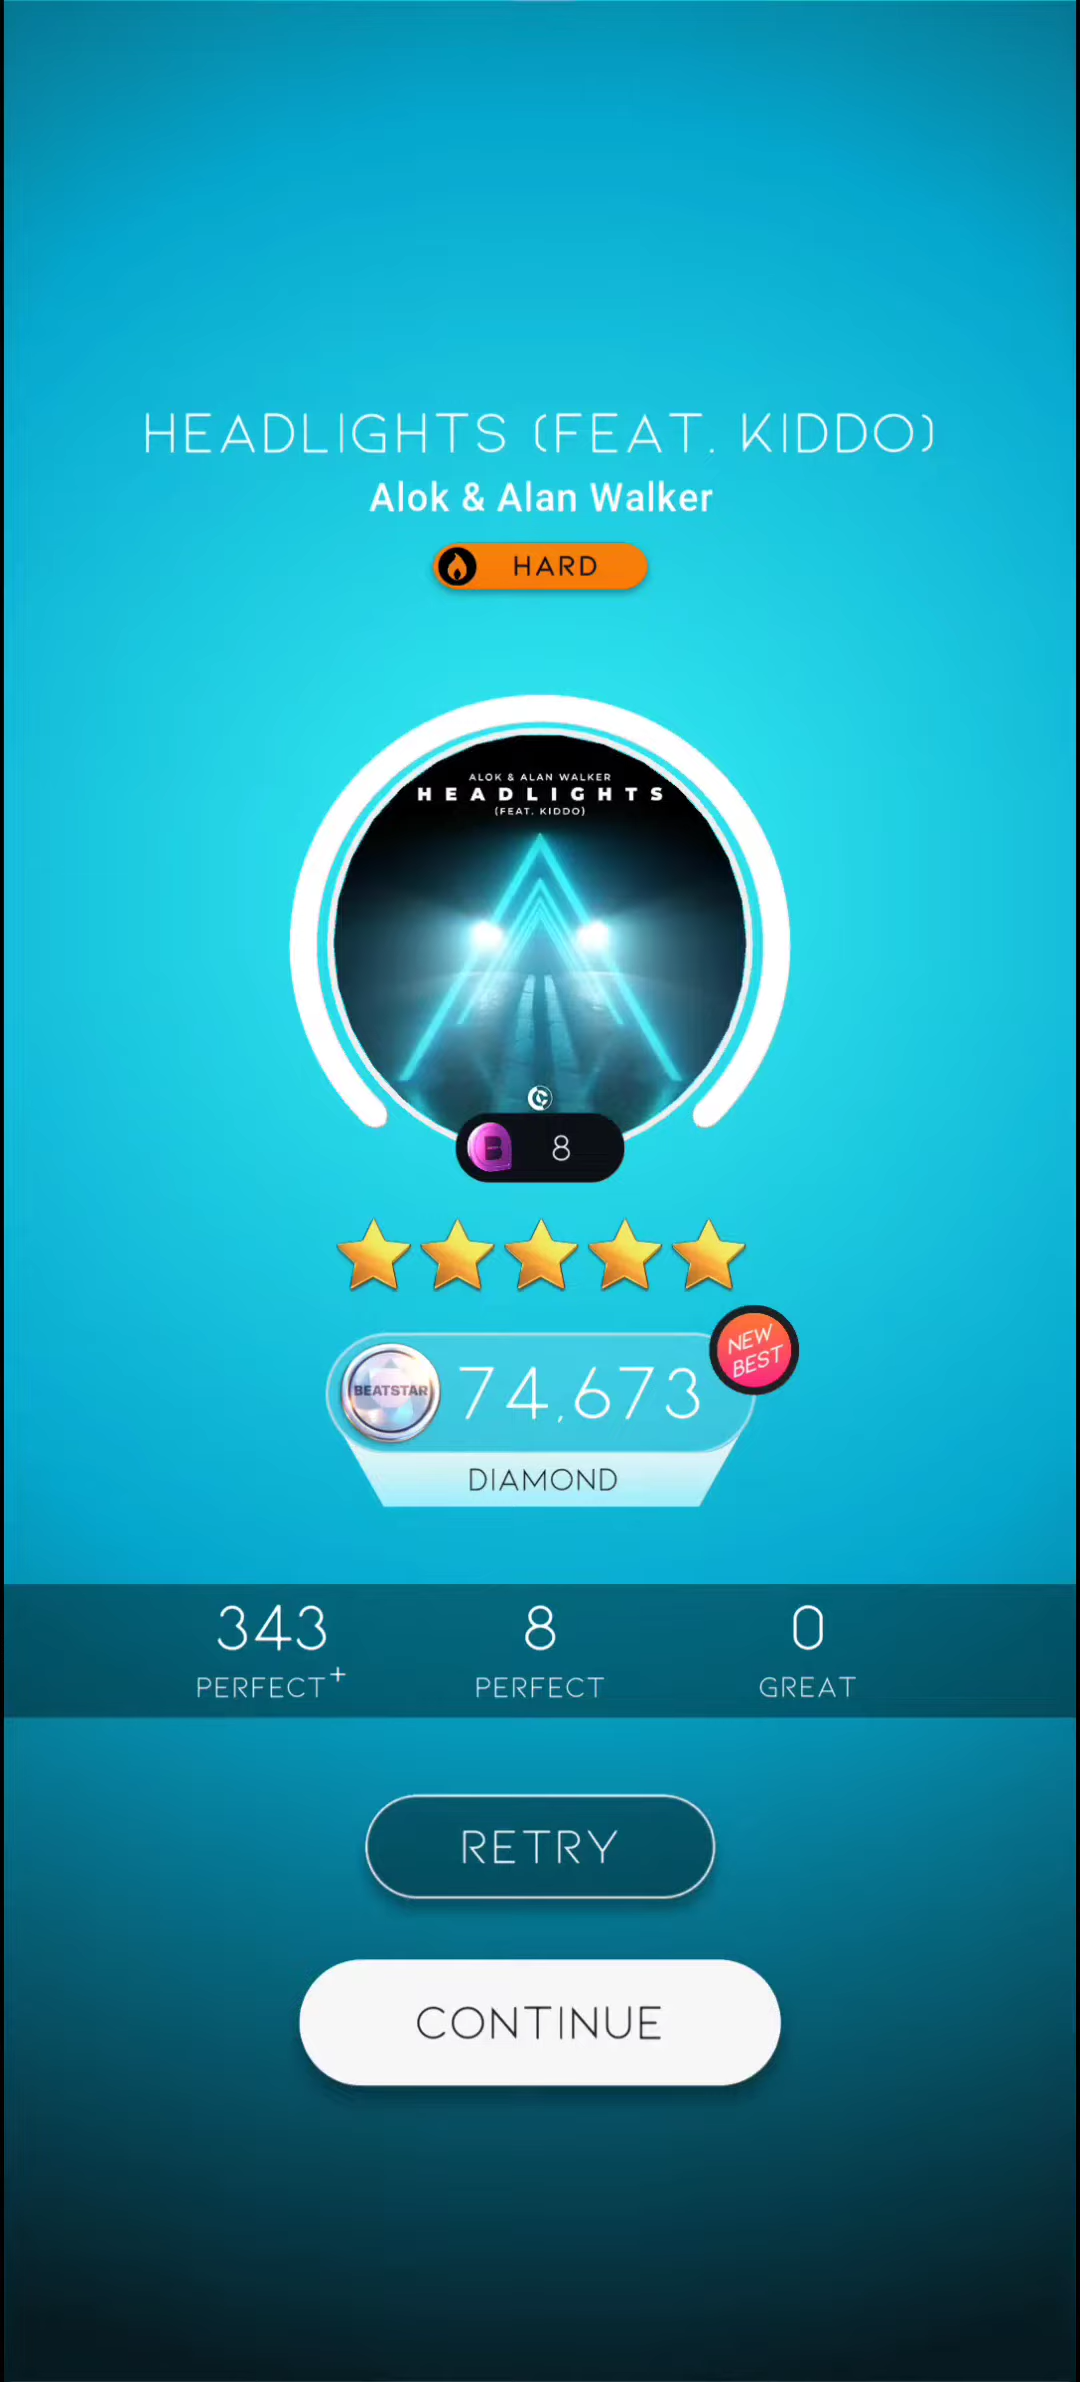 HEADLIGHTS (FEAT. KIDDO)
Alok & Alan Walker
HARD
ALOK & ALAN WALKER
HEADLIGHTS
(FEAT. KIDDO)
B 8
NEW
BEST
BEATSTAR 74,673
DIAMOND
343 8 0
PERFECT+ PERFECT GREAT
RETRY
CONTINUE